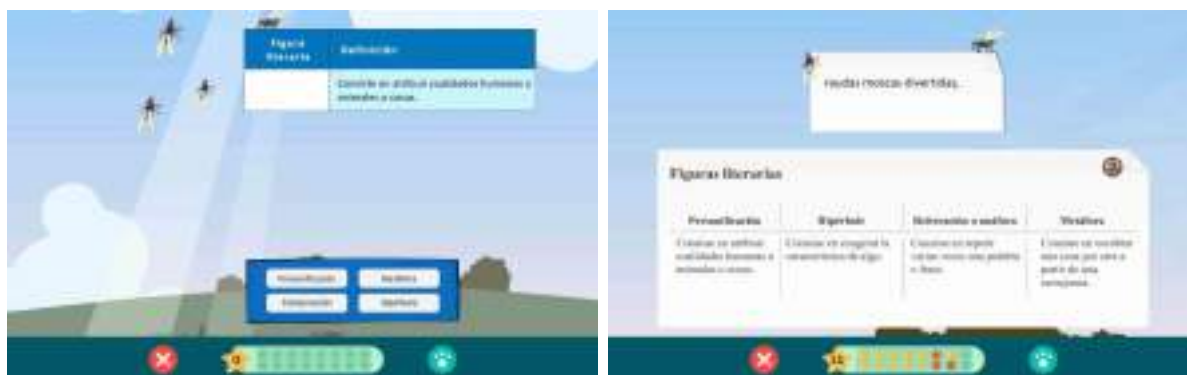 Figura
literaria
Definición
Consiste en atribuir cualidades humanas a
animales o cosas.
Personificación
Metáfora
Comparación
Hipérbole
raudas moscas divertidas,
Figuras literarias
Personificación
Hipérbole
Reiteración o anáfora
Metáfora
Consiste en atribuir
cualidades humanas a
animales o cosas.
Consiste en exagerar la
característica de algo.
Consiste en repetir
varias veces una palabra
o frase.
Consiste en nombrar
una cosa por otra a
partir de una
semejanza.